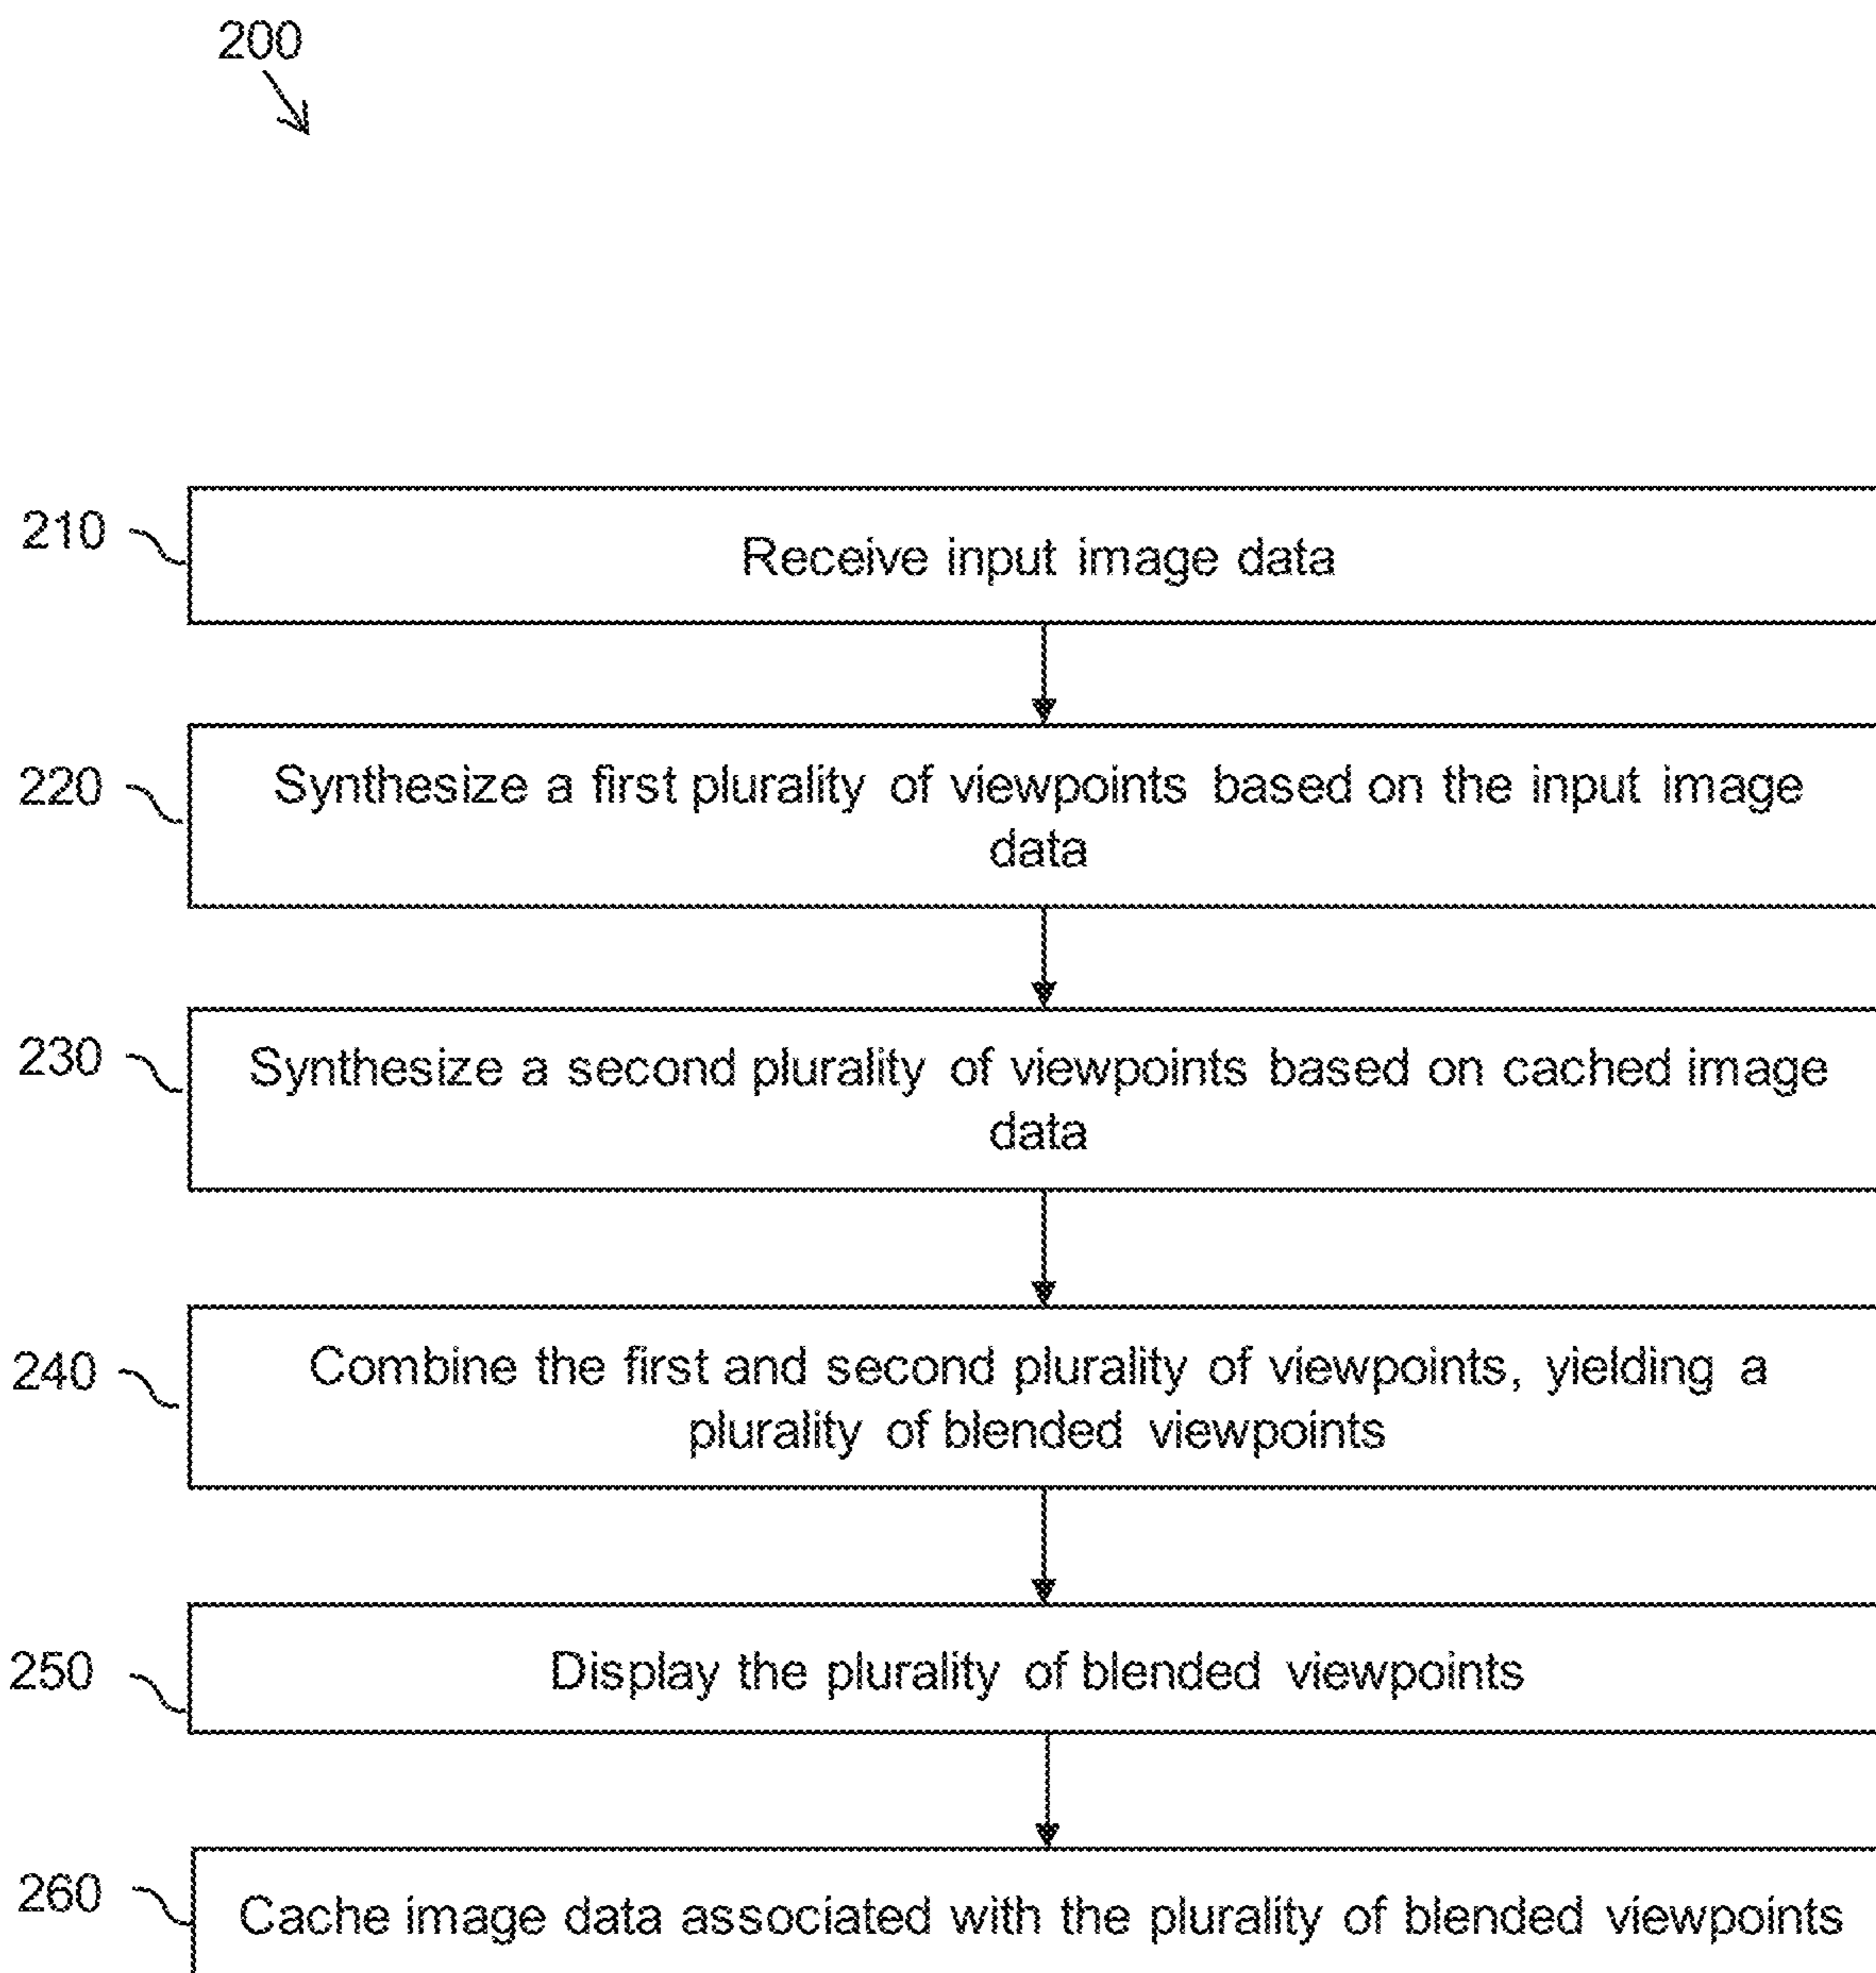 200
210
Receive input image data
220
Synthesize a first plurality of viewpoints based on the input image
data
230
Synthesize a second plurality of viewpoints based on cached image
data
240
Combine the first and second plurality of viewpoints, yielding a
plurality of blended viewpoints
250
Display the plurality of blended viewpoints
260
Cache image data associated with the plurality of blended viewpoints